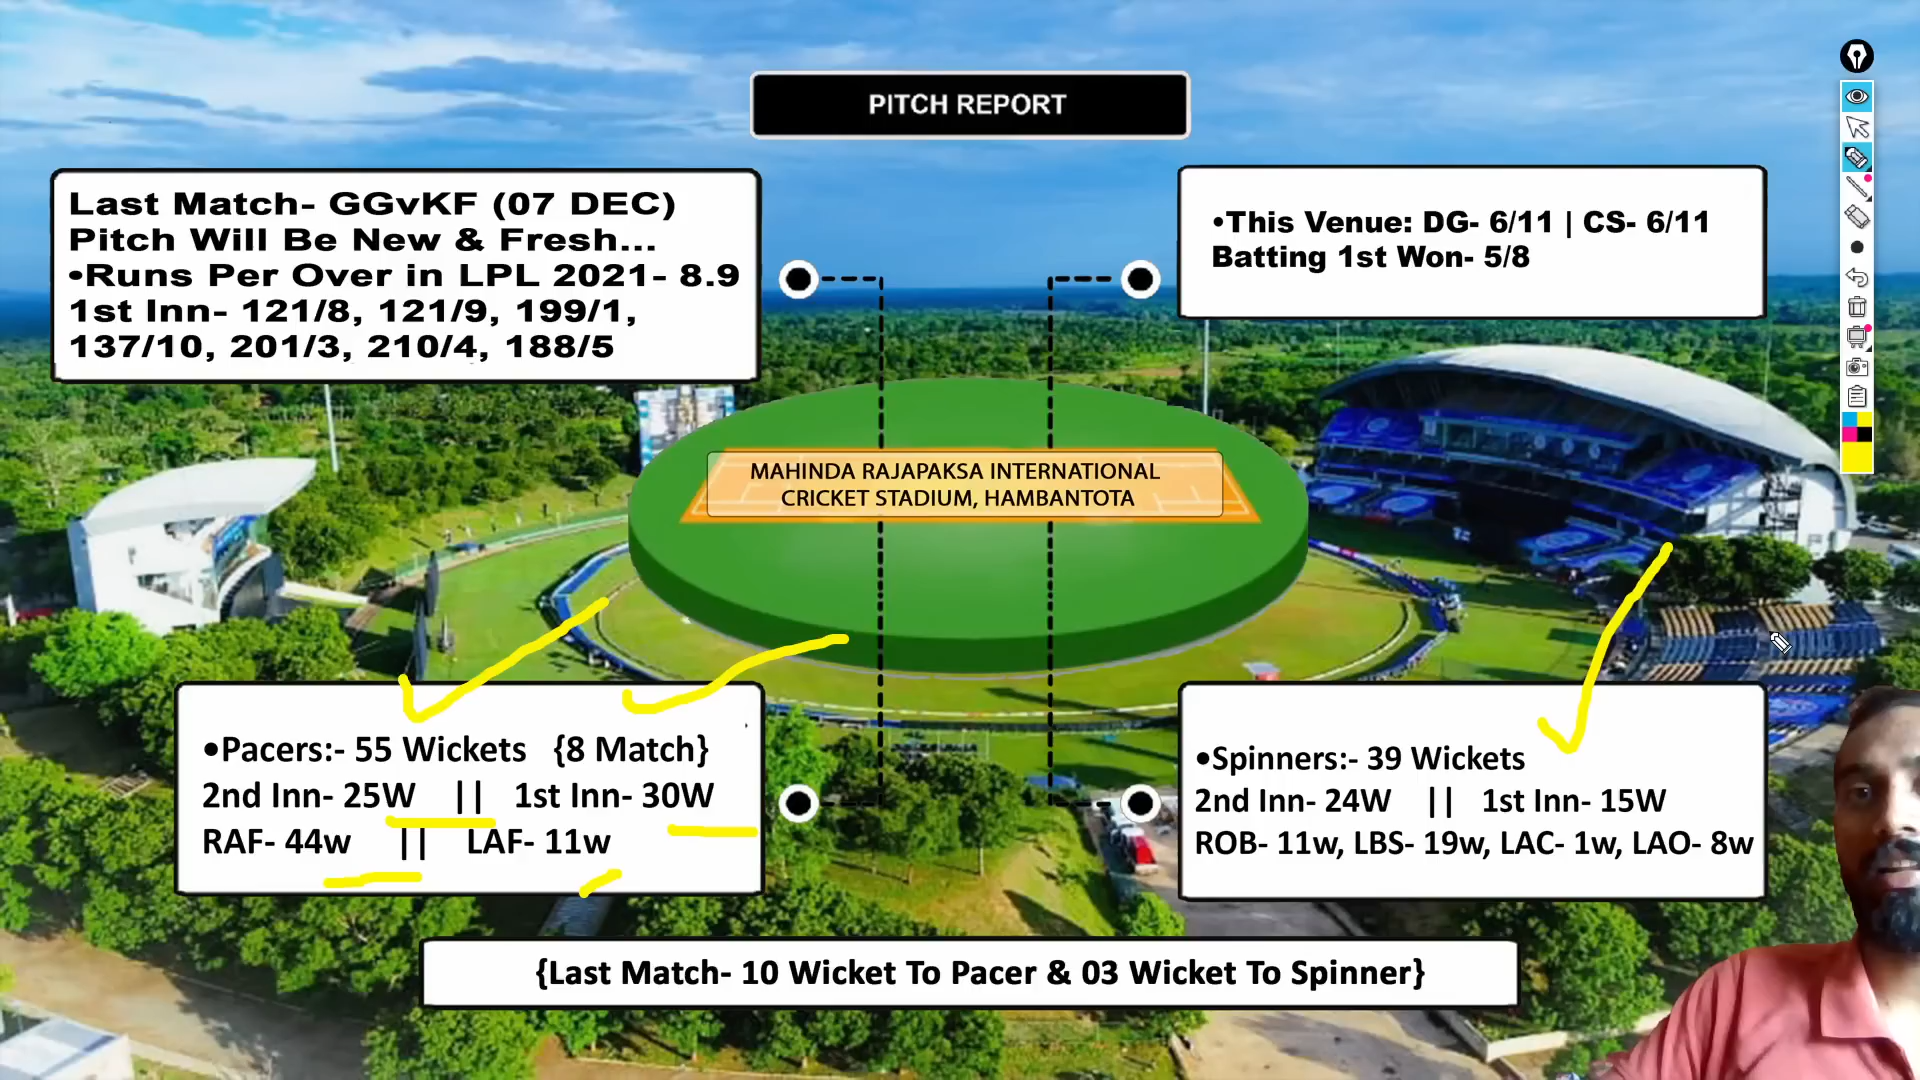 PITCH REPORT
Last Match- GGvKF (07 DEC)
Pitch Will Be New & Fresh...
•Runs Per Over in LPL 2021- 8.9
1st Inn- 121/8, 121/9, 199/1,
137/10, 201/3, 210/4, 188/5
•This Venue: DG- 6/11 | CS- 6/11
Batting 1st Won- 5/8
MAHINDA RAJAPAKSA INTERNATIONAL
CRICKET STADIUM, HAMBANTOTA
•Pacers:- 55 Wickets {8 Match}
2nd Inn- 25W || 1st Inn- 30W
RAF- 44w || LAF- 11w
•Spinners:- 39 Wickets
2nd Inn- 24W || 1st Inn- 15W
ROB- 11w, LBS- 19w, LAC- 1w, LAO- 8w
{Last Match- 10 Wicket To Pacer & 03 Wicket To Spinner}